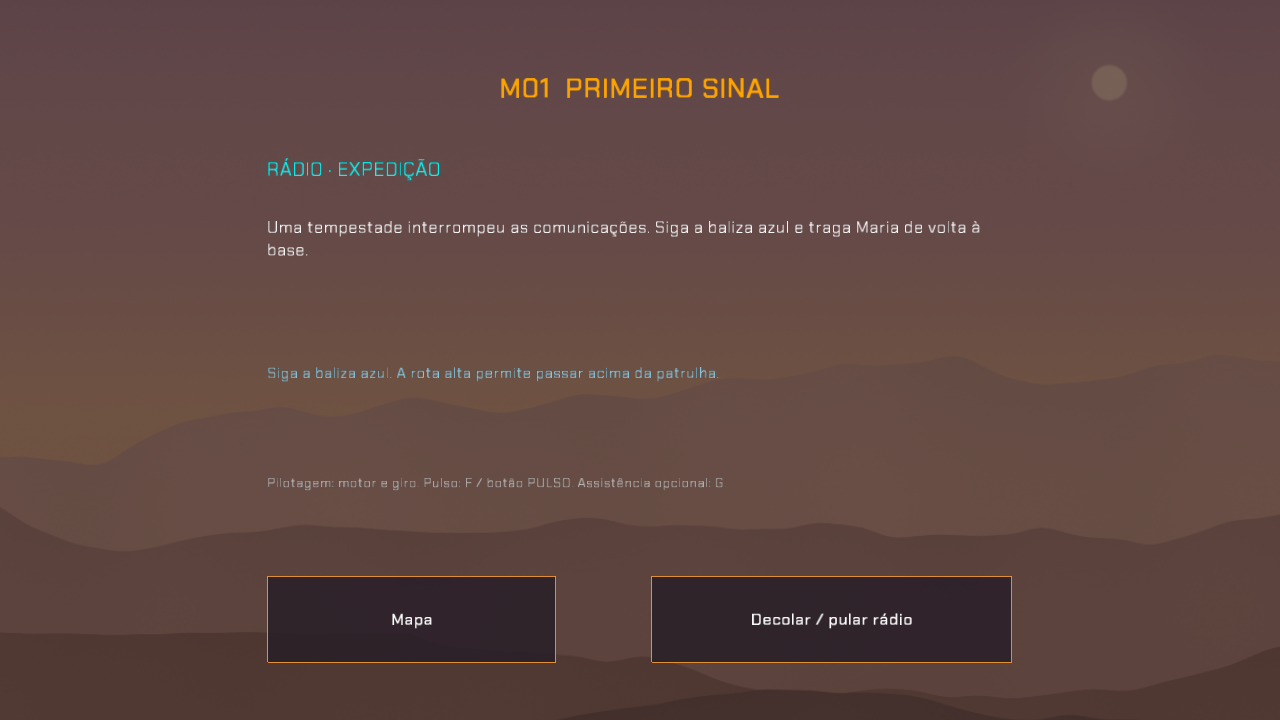 M01 PRIMEIRO SINAL
RÁDIO · EXPEDIÇÃO
Uma tempestade interrompeu as comunicações. Siga a baliza azul e traga Maria de volta à
base.
Siga a baliza azul. A rota alta permite passar acima da patrulha.
Pilotagem: motor e giro Pulso: F / botão PULSO. Assistência opcional: G
Mapa
Decolar / pular rádio